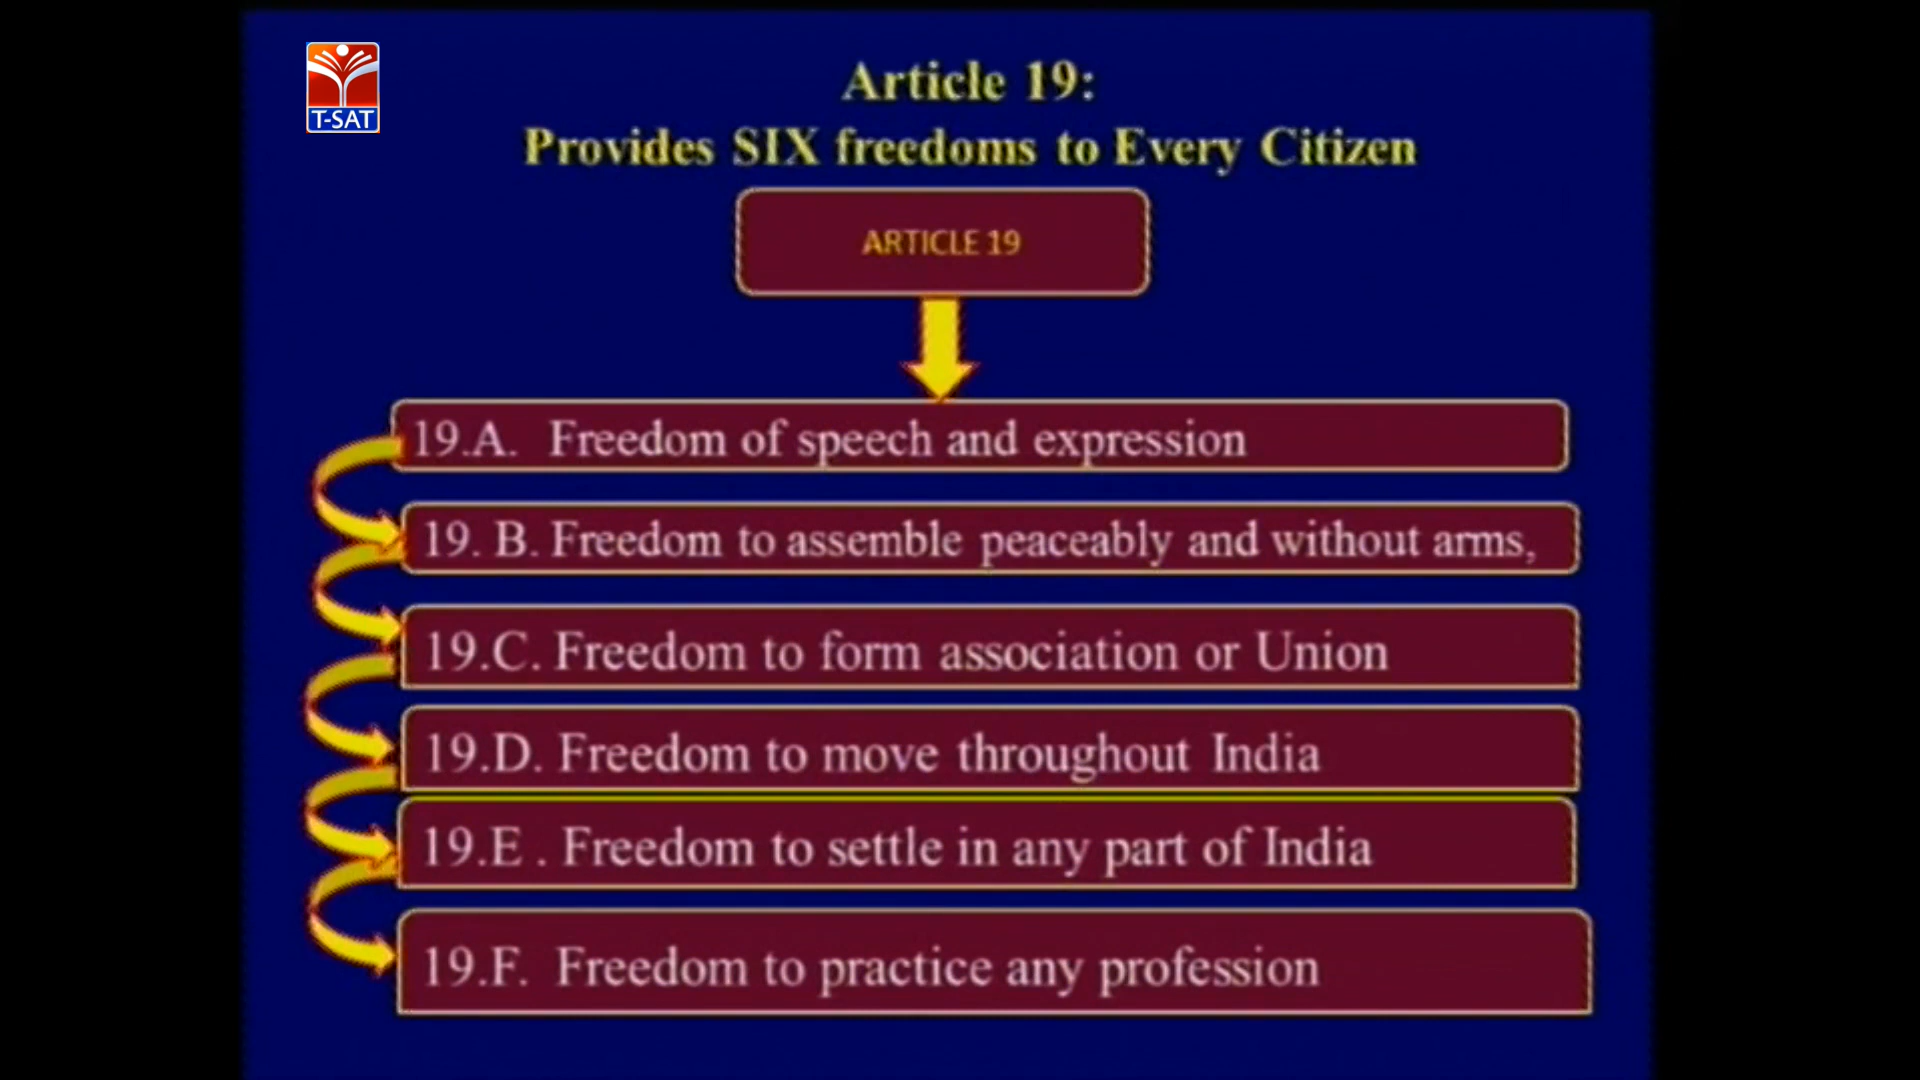 T-SAT
Article 19:
Provides SIX freedoms to Every Citizen
ARTICLE 19
19.A. Freedom of speech and expression
19. B. Freedom to assemble peaceably and without arms,
19.C. Freedom to form association or Union
19.D. Freedom to move throughout India
19.E . Freedom to settle in any part of India
19.F. Freedom to practice any profession